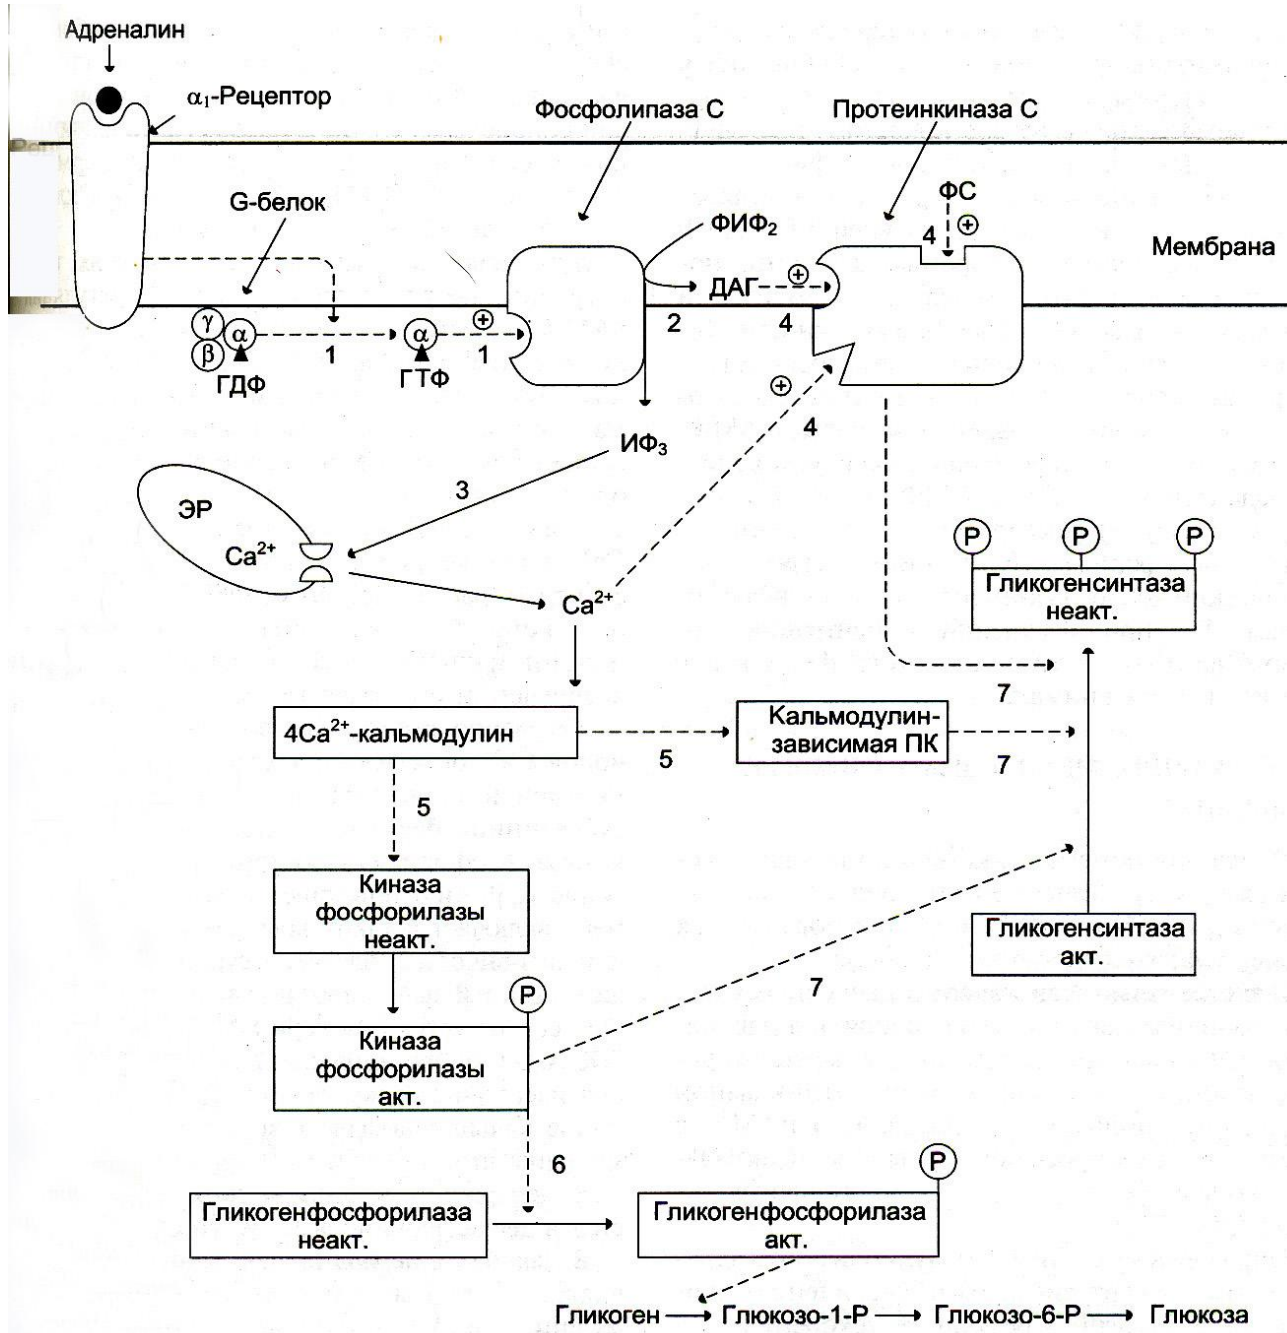 Адреналин
α₁-Рецептор
Фосфолипаза С
Протеинкиназа С
G-белок
ФИФ₂
ФС
+
4
Мембрана
ДАГ
+
2
4
γ
β
α
ГДФ
1
α
ГТФ
+
1
+
4
ИФ₃
3
ЭР
Ca²⁺
Ca²⁺
P
P
P
Гликогенсинтаза
неакт.
7
4Ca²⁺-кальмодулин
5
Кальмодулин-
зависимая ПК
7
5
Киназа
фосфорилазы
неакт.
Гликогенсинтаза
акт.
7
P
Киназа
фосфорилазы
акт.
6
P
Гликогенфосфорилаза
неакт.
Гликогенфосфорилаза
акт.
Гликоген
Глюкозо-1-Р
Глюкозо-6-Р
Глюкоза